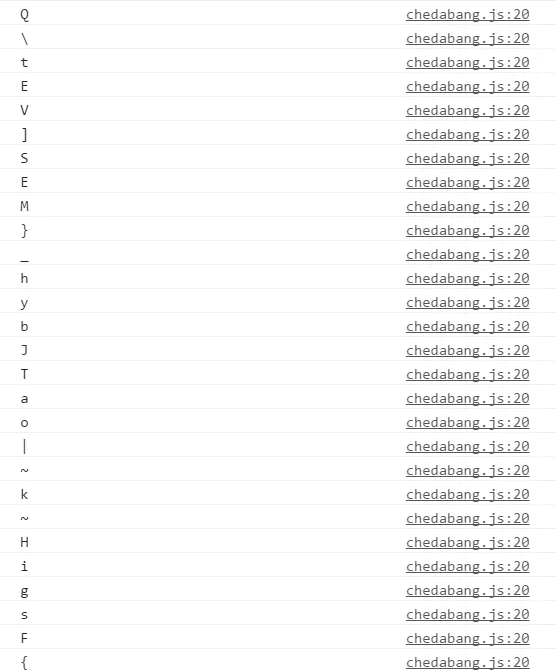 Q chedabang.js:20
\ chedabang.js:20
t chedabang.js:20
E chedabang.js:20
V chedabang.js:20
] chedabang.js:20
S chedabang.js:20
E chedabang.js:20
M chedabang.js:20
} chedabang.js:20
_ chedabang.js:20
h chedabang.js:20
y chedabang.js:20
b chedabang.js:20
J chedabang.js:20
T chedabang.js:20
a chedabang.js:20
o chedabang.js:20
| chedabang.js:20
~ chedabang.js:20
k chedabang.js:20
~ chedabang.js:20
H chedabang.js:20
i chedabang.js:20
g chedabang.js:20
s chedabang.js:20
F chedabang.js:20
{ chedabang.js:20